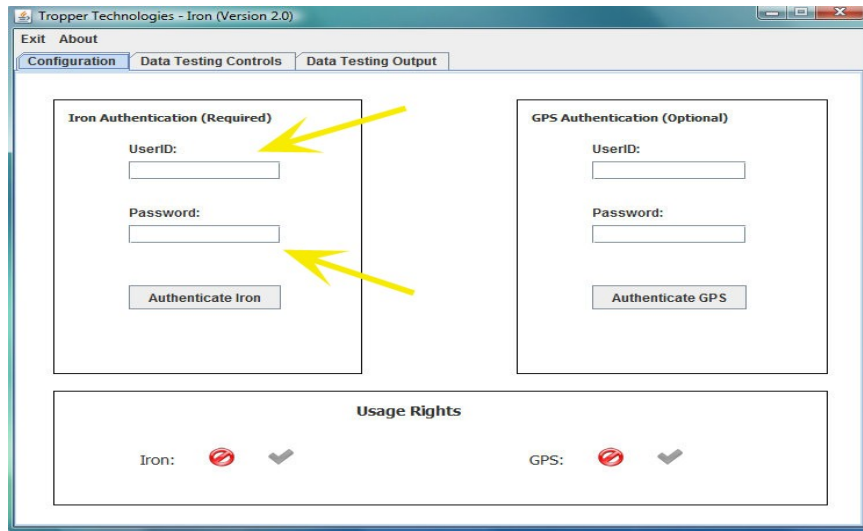 Tropper Technologies - Iron (Version 2.0)
Exit About
Configuration Data Testing Controls Data Testing Output
Iron Authentication (Required)
UserID:
Password:
Authenticate Iron
GPS Authentication (Optional)
UserID:
Password:
Authenticate GPS
Usage Rights
Iron:
GPS: